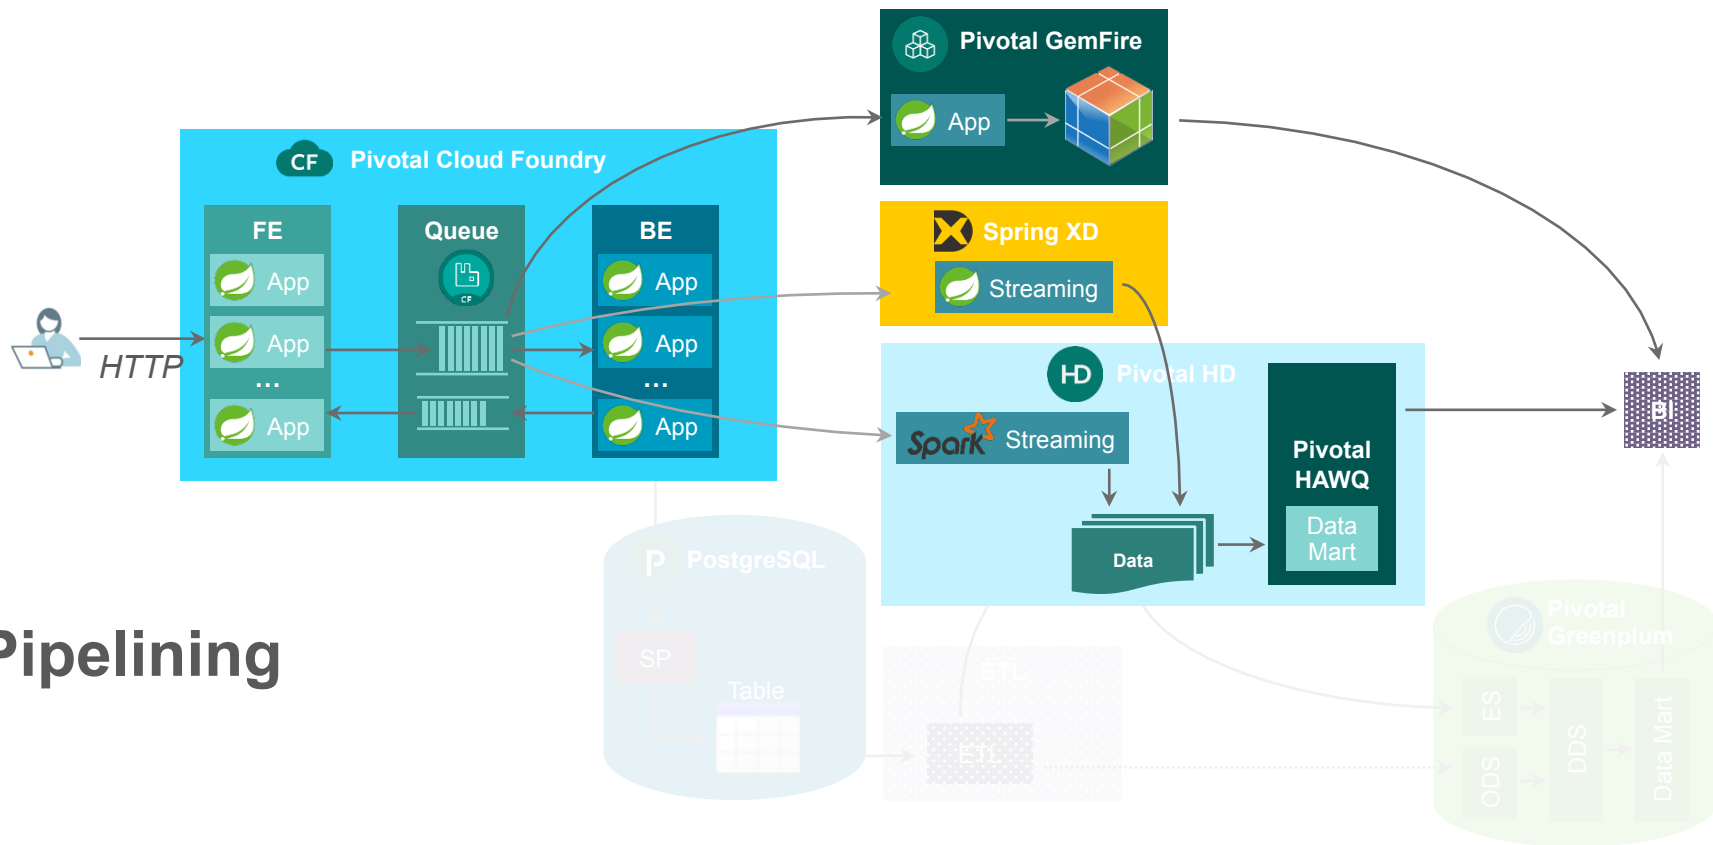 Pivotal GemFire
App
CF
Pivotal Cloud Foundry
FE
Queue
BE
App
CF
App
Spring XD
Streaming
App
App
HTTP
...
...
App
App
HD
Pivotal HD
Spark
Streaming
Pivotal
HAWQ
Data
Mart
Data
BI
P
PostgreSQL
SP
Table
ETL
ETL
Pivotal
Greenplum
ES
ODS
DDS
Data Mart
Pipelining